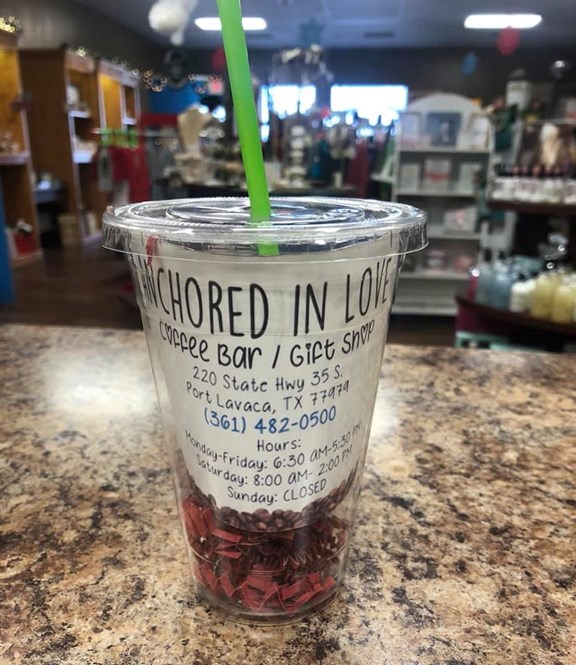 ANCHORED IN LOVE
Coffee Bar / Gift Shop
220 State Hwy 35 S.
Port Lavaca, TX 77979
(361) 482-0500
Hours:
Monday-Friday: 6:30 AM-5:30 PM
Saturday: 8:00 AM- 2:00 PM
Sunday: CLOSED